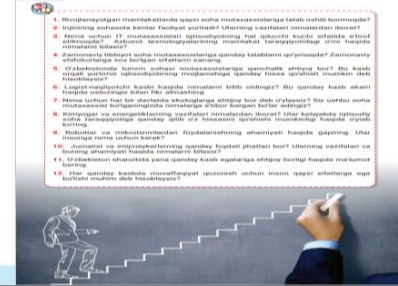 1. Rivojlanayotgan mamlakatlarda qaysi soha mutaxassislariga talab oshib bormoqda?
2. Injiniring sohasida kimlar faoliyat yuritadi? Ularning vazifalari nimalardan iborat?
3. Nima uchun IT mutaxassislari iqtisodiyotning hal qiluvchi kuchi sifatida e'tirof
etilmoqda? Axborot texnologiyalarining mamlakat taraqqiyotidagi o'rni haqida
nimalarni bilasiz?
4. Zamonaviy tibbiyot soha mutaxassislariga qanday talablarni qo'ymoqda? Zamonaviy
shifokorlarga xos bo'lgan sifatlarni sanang.
5. O'zbekistonda turizm sohasi mutaxassislariga qanchalik ehtiyoj bor? Bu kasb
orqali yurtimiz iqtisodiyotining rivojlanishiga qanday hissa qo'shish mumkin deb
hisoblaysiz?
6. Logist-naqliyotchi kasbi haqida nimalarni bilib oldingiz? Bu qanday kasb ekani
haqida ustozingiz bilan fikr almashing.
7. Nima uchun har bir davlatda ekologlarga ehtiyoj bor deb o'ylaysiz? Siz ushbu soha
mutaxassisi bo'lganingizda nimalarga e'tibor bergan bo'lar edingiz?
8. Kimyogar va energetiklarning vazifalari nimalardan iborat? Ular kelajakda iqtisodiy
soha taraqqiyotiga qanday qilib o'z hissasini qo'shishi mumkinligi haqida o'ylab
ko'ring.
9. Robotlar va mikrotizimlardan foydalanishning ahamiyati haqida gapiring. Ular
insonga nima uchun kerak?
10. Jurnalist va imijmeykerlarning qanday foydali jihatlari bor? Ularning vazifalari va
buning ahamiyati haqida nimalarni bilasiz?
11. O'zbekiston sharoitida yana qanday kasb egalariga ehtiyoj borligi haqida ma'lumot
bering.
12. Har qanday kasbda muvaffaqiyat qozonish uchun inson qaysi sifatlarga ega
bo'lishi muhim deb hisoblaysiz?